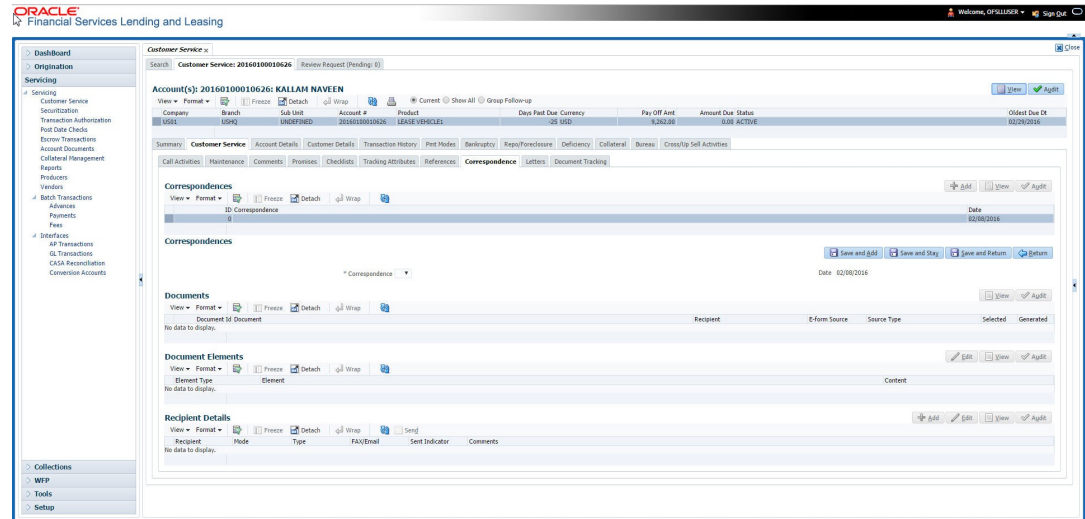 ORACLE
Financial Services Lending and Leasing
Welcome, OFSLLUSER
Sign Out
Close
DashBoard
Origination
Servicing
Servicing
Customer Service
Securitization
Transaction Authorization
Post Date Checks
Escrow Transactions
Account Documents
Collateral Management
Reports
Producers
Vendors
Batch Transactions
Advances
Payments
Fees
Interfaces
AP Transactions
GL Transactions
CASA Reconciliation
Conversion Accounts
Collections
WFP
Tools
Setup
Customer Service x
Search Customer Service: 20160100010626 Review Request (Pending: 0)
Account(s): 20160100010626: KALLAM NAVEEN View Audit
View Format Freeze Detach Wrap Current Show All Group Follow-up
Company Branch Sub Unit Account # Product Days Past Due Currency Pay Off Amt Amount Due Status Oldest Due Dt
US01 USHQ UNDEFINED 20160100010626 LEASE VEHICLE1 -25 USD 9,262.00 0.00 ACTIVE 02/29/2016
Summary Customer Service Account Details Customer Details Transaction History Pmt Modes Bankruptcy Repo/Foreclosure Deficiency Collateral Bureau Cross/Up Sell Activities
Call Activities Maintenance Comments Promises Checklists Tracking Attributes References Correspondence Letters Document Tracking
Correspondences Add View Audit
View Format Freeze Detach Wrap
ID Correspondence Date
0 02/08/2016
Correspondences
Save and Add Save and Stay Save and Return Return
* Correspondence Date 02/08/2016
Documents View Audit
View Format Freeze Detach Wrap
Document Id Document Recipient E-form Source Source Type Selected Generated
No data to display.
Document Elements Edit View Audit
View Format Freeze Detach Wrap
Element Type Element Content
No data to display.
Recipient Details Add Edit View Audit
View Format Freeze Detach Wrap Send
Recipient Mode Type FAX/Email Sent Indicator Comments
No data to display.